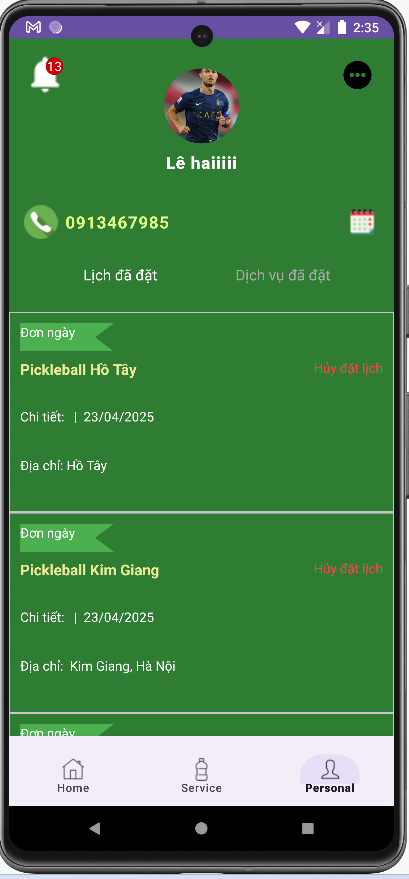 2:35
13
Lê haiiiii
0913467985
Lịch đã đặt
Dịch vụ đã đặt
Đơn ngày
Pickleball Hồ Tây
Hủy đặt lịch
Chi tiết: | 23/04/2025
Địa chỉ: Hồ Tây
Đơn ngày
Pickleball Kim Giang
Hủy đặt lịch
Chi tiết: | 23/04/2025
Địa chỉ: Kim Giang, Hà Nội
Đơn ngày
Home
Service
Personal